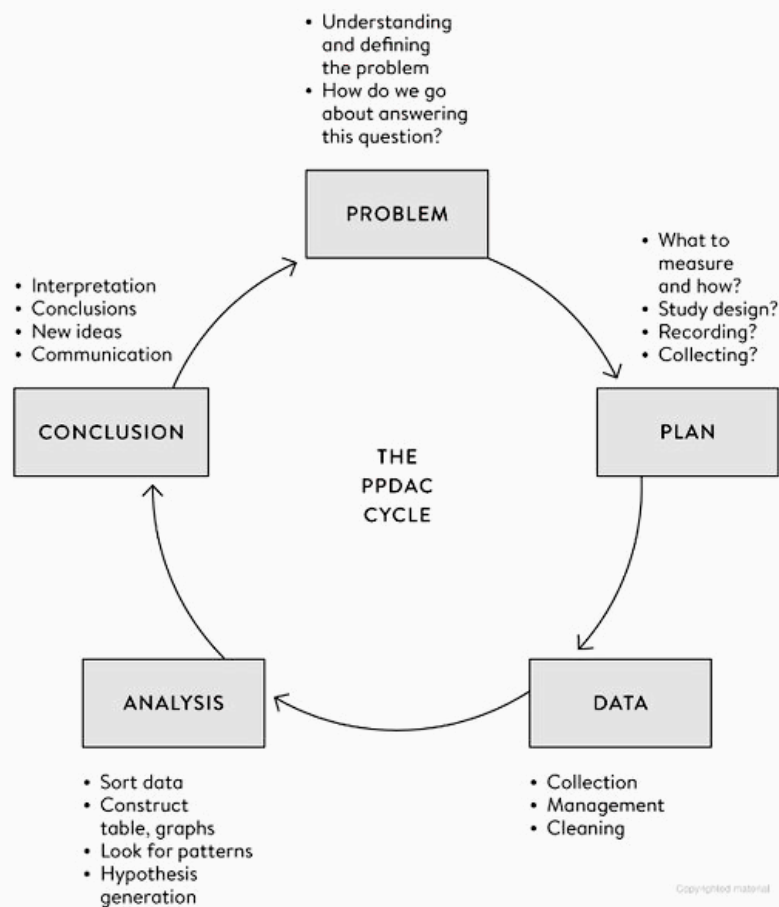 • Understanding
and defining
the problem
• How do we go
about answering
this question?
PROBLEM
• What to
measure
and how?
• Study design?
• Recording?
• Collecting?
PLAN
• Interpretation
• Conclusions
• New ideas
• Communication
CONCLUSION
THE
PPDAC
CYCLE
ANALYSIS
• Sort data
• Construct
table, graphs
• Look for patterns
• Hypothesis
generation
DATA
• Collection
• Management
• Cleaning
Copyrighted material